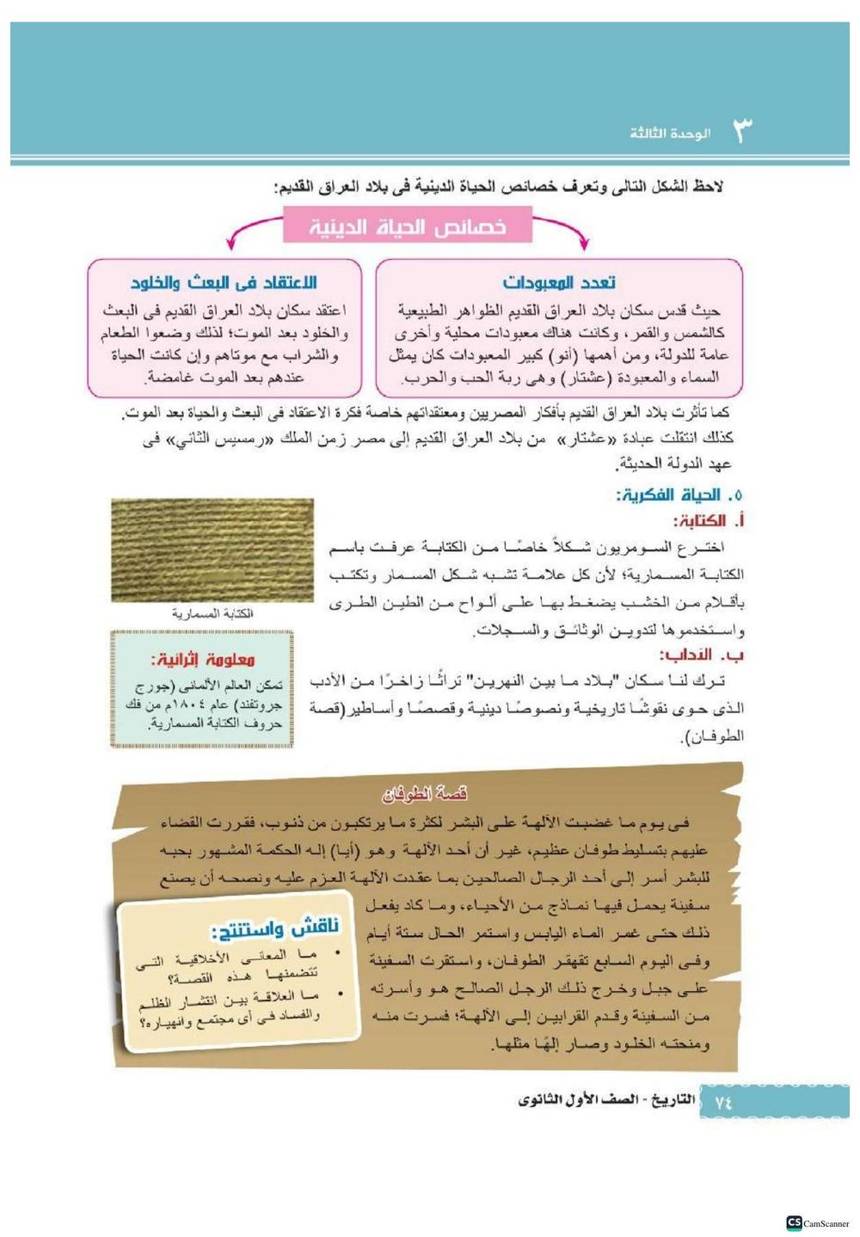 ٣ الوحدة الثالثة
لاحظ الشكل التالى وتعرف خصائص الحياة الدينية فى بلاد العراق القديم:
خصائص الحياة الدينية
تعدد المعبودات
حيث قدس سكان بلاد العراق القديم الظواهر الطبيعية
كالشمس والقمر، وكانت هناك معبودات محلية وأخرى
عامة للدولة، ومن أهمها (أنو) كبير المعبودات كان يمثل
السماء والمعبودة (عشتار) وهى ربة الحب والحرب.
الاعتقاد فى البعث والخلود
اعتقد سكان بلاد العراق القديم فى البعث
والخلود بعد الموت؛ لذلك وضعوا الطعام
والشراب مع موتاهم وإن كانت الحياة
عندهم بعد الموت غامضة.
كما تأثرت بلاد العراق القديم بأفكار المصريين ومعتقداتهم خاصة فكرة الاعتقاد فى البعث والحياة بعد الموت.
كذلك انتقلت عبادة «عشتار» من بلاد العراق القديم إلى مصر زمن الملك «رمسيس الثاني» فى
عهد الدولة الحديثة.
٥. الحياة الفكرية:
أ. الكتابة:
اخترع السومريون شكلاً خاصًا من الكتابة عرفت باسم
الكتابة المسمارية؛ لأن كل علامة تشبه شكل المسمار وتكتب
بأقلام من الخشب يضغط بها على ألواح من الطين الطرى
واستخدموها لتدوين الوثائق والسجلات.
الكتابة المسمارية
ب. الآداب:
ترك لنا سكان "بلاد ما بين النهرين" تراثًا زاخرًا من الأدب
الذى حوى نقوشًا تاريخية ونصوصًا دينية وقصصًا وأساطير(قصة
الطوفان).
معلومة إثرائية:
تمكن العالم الألمانى (جورج
جروتفند) عام ١٨٠٤م من فك
حروف الكتابة المسمارية.
قصة الطوفان
فى يوم ما غضبت الألهة على البشر لكثرة ما يرتكبون من ذنوب، فقررت القضاء
عليهم بتسليط طوفان عظيم، غير أن أحد الألهة وهو (أيا) إله الحكمة المشهور بحبه
للبشر أسر إلى أحد الرجال الصالحين بما عقدت الألهة العزم عليه ونصحه أن يصنع
سفينة يحمل فيها نماذج من الأحياء، وما كاد يفعل
ذلك حتى غمر الماء اليابس واستمر الحال ستة أيام
وفى اليوم السابع تقهقر الطوفان، واستقرت السفينة
على جبل وخرج ذلك الرجل الصالح هو وأسرته
من السفينة وقدم القرابين إلى الألهة؛ فسرت منه
ومنحته الخلود وصار إلهًا مثلها.
ناقش واستنتج:
• ما المعانى الأخلاقية التى
تتضمنها هذه القصة؟
• ما العلاقة بين انتشار الظلم
والفساد فى أى مجتمع وانهياره؟
٧٤ التاريخ - الصف الأول الثانوى
CS CamScanner